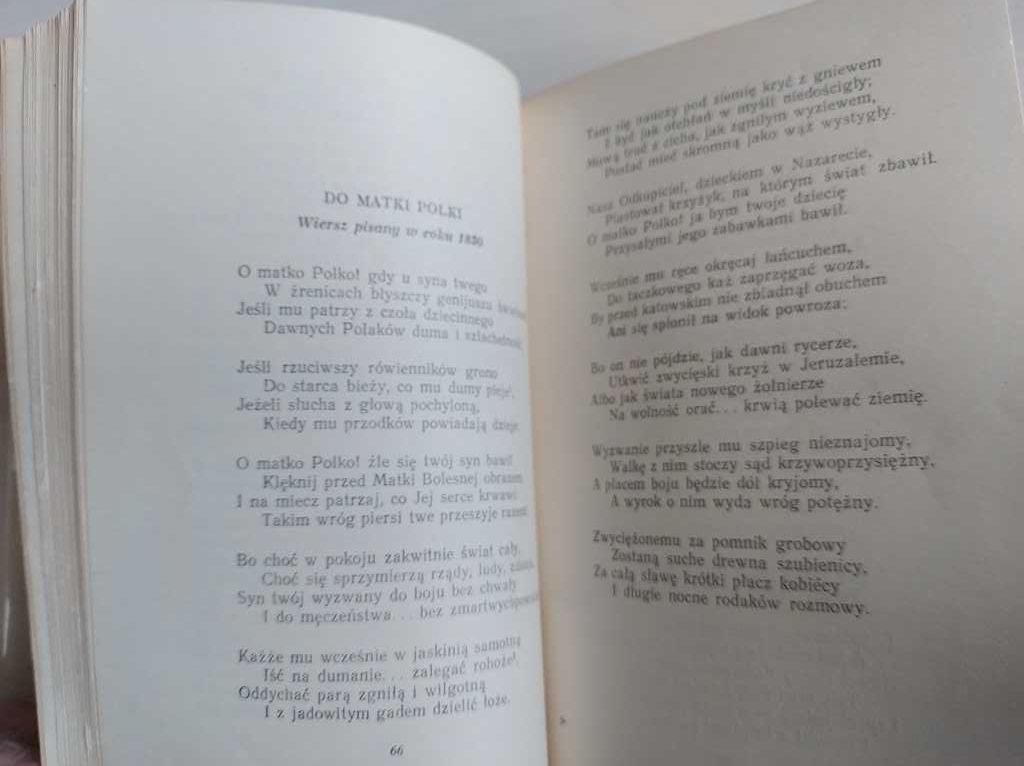 DO MATKI POLKI
Wiersz pisany w roku 1830
O matko Polko! gdy u syna twego
W źrenicach błyszczy genijuszu
Jeśli mu patrzy z czoła dziecinnego
Dawnych Polaków duma i szlachetność,
Jeśli rzuciwszy rówienników grono
Do starca bieży, co mu dumy pieje,
Jeżeli słucha z głową pochyloną,
Kiedy mu przodków powiadają dzieje:
O matko Polko! źle się twój syn bawi!
Klęknij przed Matki Bolesnej obrazem
I na miecz patrzaj, co Jej serce krwawi:
Takim wróg piersi twe przeszyje razem!
Bo choć w pokoju zakwitnie świat cały,
Choć się sprzymierzą rządy, ludy, zdania,
Syn twój wyzwany do boju bez chwały
I do męczeństwa... bez zmartwychpowstania.
Każże mu wcześnie w jaskinią samotną
Iść na dumanie... zalegać rohoże,
Oddychać parą zgniłą i wilgotną
I z jadowitym gadem dzielić łoże.
66
Tam się nauczy pod ziemię kryć z gniewem
I być jak otchłań w myśli niedościgły;
Mową truć z cicha, jak zgniłym wyziewem,
Postać mieć skromną jako wąż wystygły.
Nasz Odkupiciel, dzieckiem w Nazarecie,
Piastował krzyżyk, na którym świat zbawił.
O matko Polko! ja bym twoje dziecię
Przyszłymi jego zabawkami bawił.
Wcześnie mu ręce okręcaj łańcuchem,
Do taczkowego każ zaprzęgać woza,
By przed katowskim nie zbladnął obuchem
Ani się spłonił na widok powroza;
Bo on nie pójdzie, jak dawni rycerze,
Utkwić zwycięski krzyż w Jeruzalemie,
Albo jak świata nowego żołnierze
Na wolność orać... krwią polewać ziemię.
Wyzwanie przyszle mu szpieg nieznajomy,
Walkę z nim stoczy sąd krzywoprzysiężny,
A placem boju będzie dół kryjomy,
A wyrok o nim wyda wróg potężny.
Zwyciężonemu za pomnik grobowy
Zostaną suche drewna szubienicy,
Za całą sławę krótki płacz kobiécy
I długie nocne rodaków rozmowy.